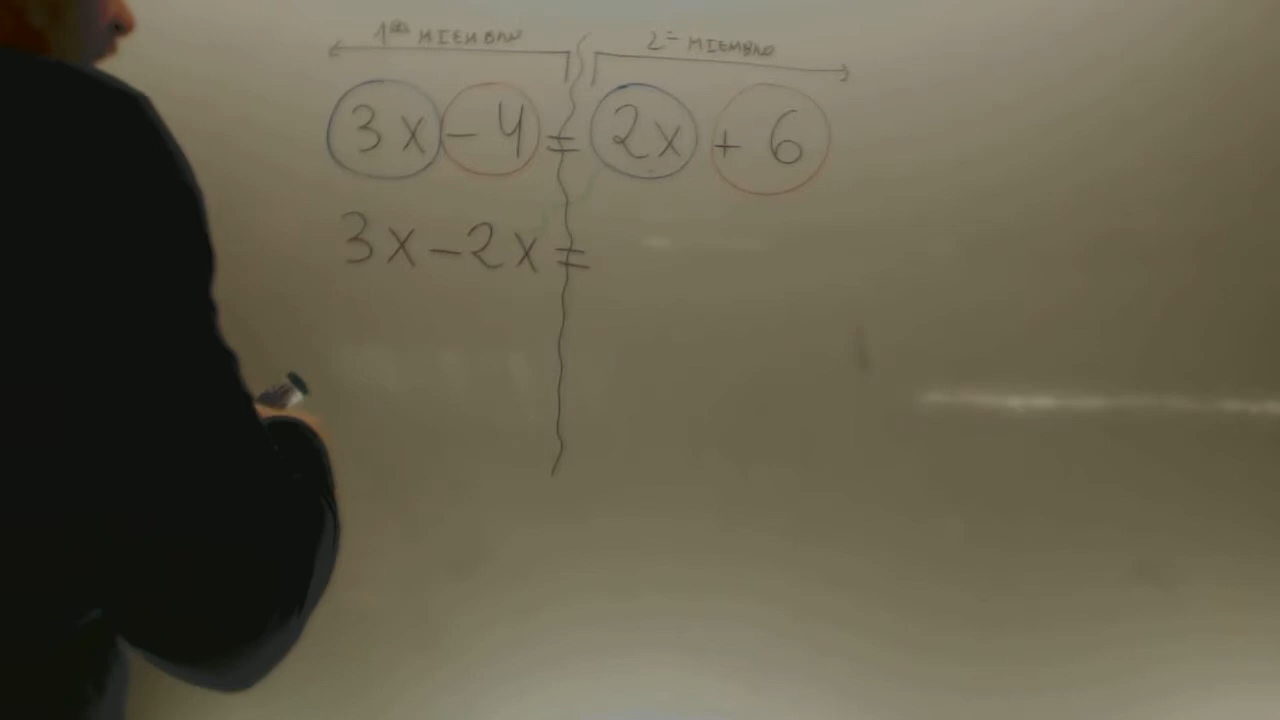 1er MIEMBRO 2º MIEMBRO
3x - 4 = 2x + 6
3x - 2x =